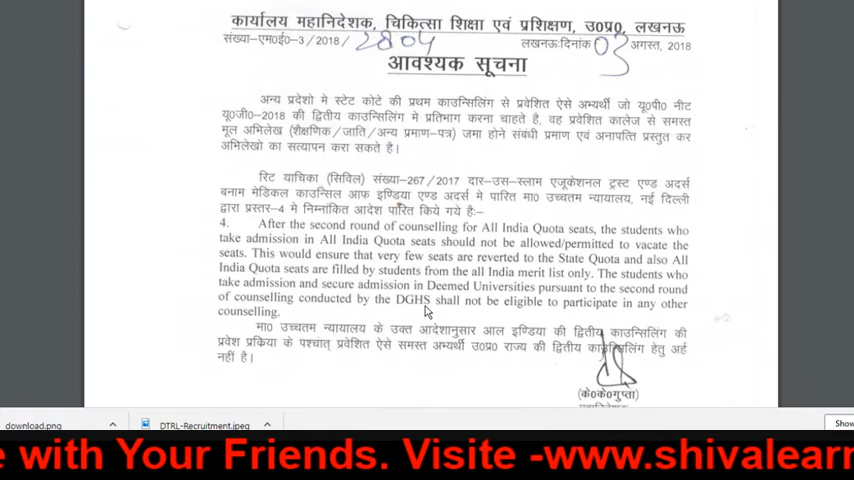 कार्यालय महानिदेशक, चिकित्सा शिक्षा एवं प्रशिक्षण, उ0प्र0, लखनऊ
संख्या-एम0ई0-3/2018/ 2804 लखनऊःदिनांक 03 अगस्त, 2018
आवश्यक सूचना
अन्य प्रदेशो मे स्टेट कोटे की प्रथम काउन्सिलिंग से प्रवेशित ऐसे अभ्यर्थी जो यू0पी0 नीट
यू0जी0-2018 की द्वितीय काउन्सिलिंग मे प्रतिभाग करना चाहते है, वह प्रवेशित कालेज से समस्त
मूल अभिलेख (शैक्षणिक/जाति/अन्य प्रमाण-पत्र) जमा होने संबंधी प्रमाण एवं अनापत्ति प्रस्तुत कर
अभिलेखो का सत्यापन करा सकते है।
रिट याचिका (सिविल) संख्या-267/2017 दार-उस-स्लाम एजूकेशनल ट्रस्ट एण्ड अदर्स
बनाम मेडिकल काउन्सिल आफ इण्डिया एण्ड अदर्स मे पारित मा0 उच्चतम न्यायालय, नई दिल्ली
द्वारा प्रस्तर-4 मे निम्नांकित आदेश पारित किये गये हैः-
4. After the second round of counselling for All India Quota seats, the students who
take admission in All India Quota seats should not be allowed/permitted to vacate the
seats. This would ensure that very few seats are reverted to the State Quota and also All
India Quota seats are filled by students from the all India merit list only. The students who
take admission and secure admission in Deemed Universities pursuant to the second round
of counselling conducted by the DGHS shall not be eligible to participate in any other
counselling.
मा0 उच्चतम न्यायालय के उक्त आदेशानुसार आल इण्डिया की द्वितीय काउन्सिलिंग की
प्रवेश प्रकिया के पश्चात् प्रवेशित ऐसे समस्त अभ्यर्थी उ0प्र0 राज्य की द्वितीय काउन्सिलिंग हेतु अर्ह
नहीं है।
(के0के0गुप्ता)
download.png DTRL-Recruitment.jpeg Show
e with Your Friends. Visite -www.shivalearn